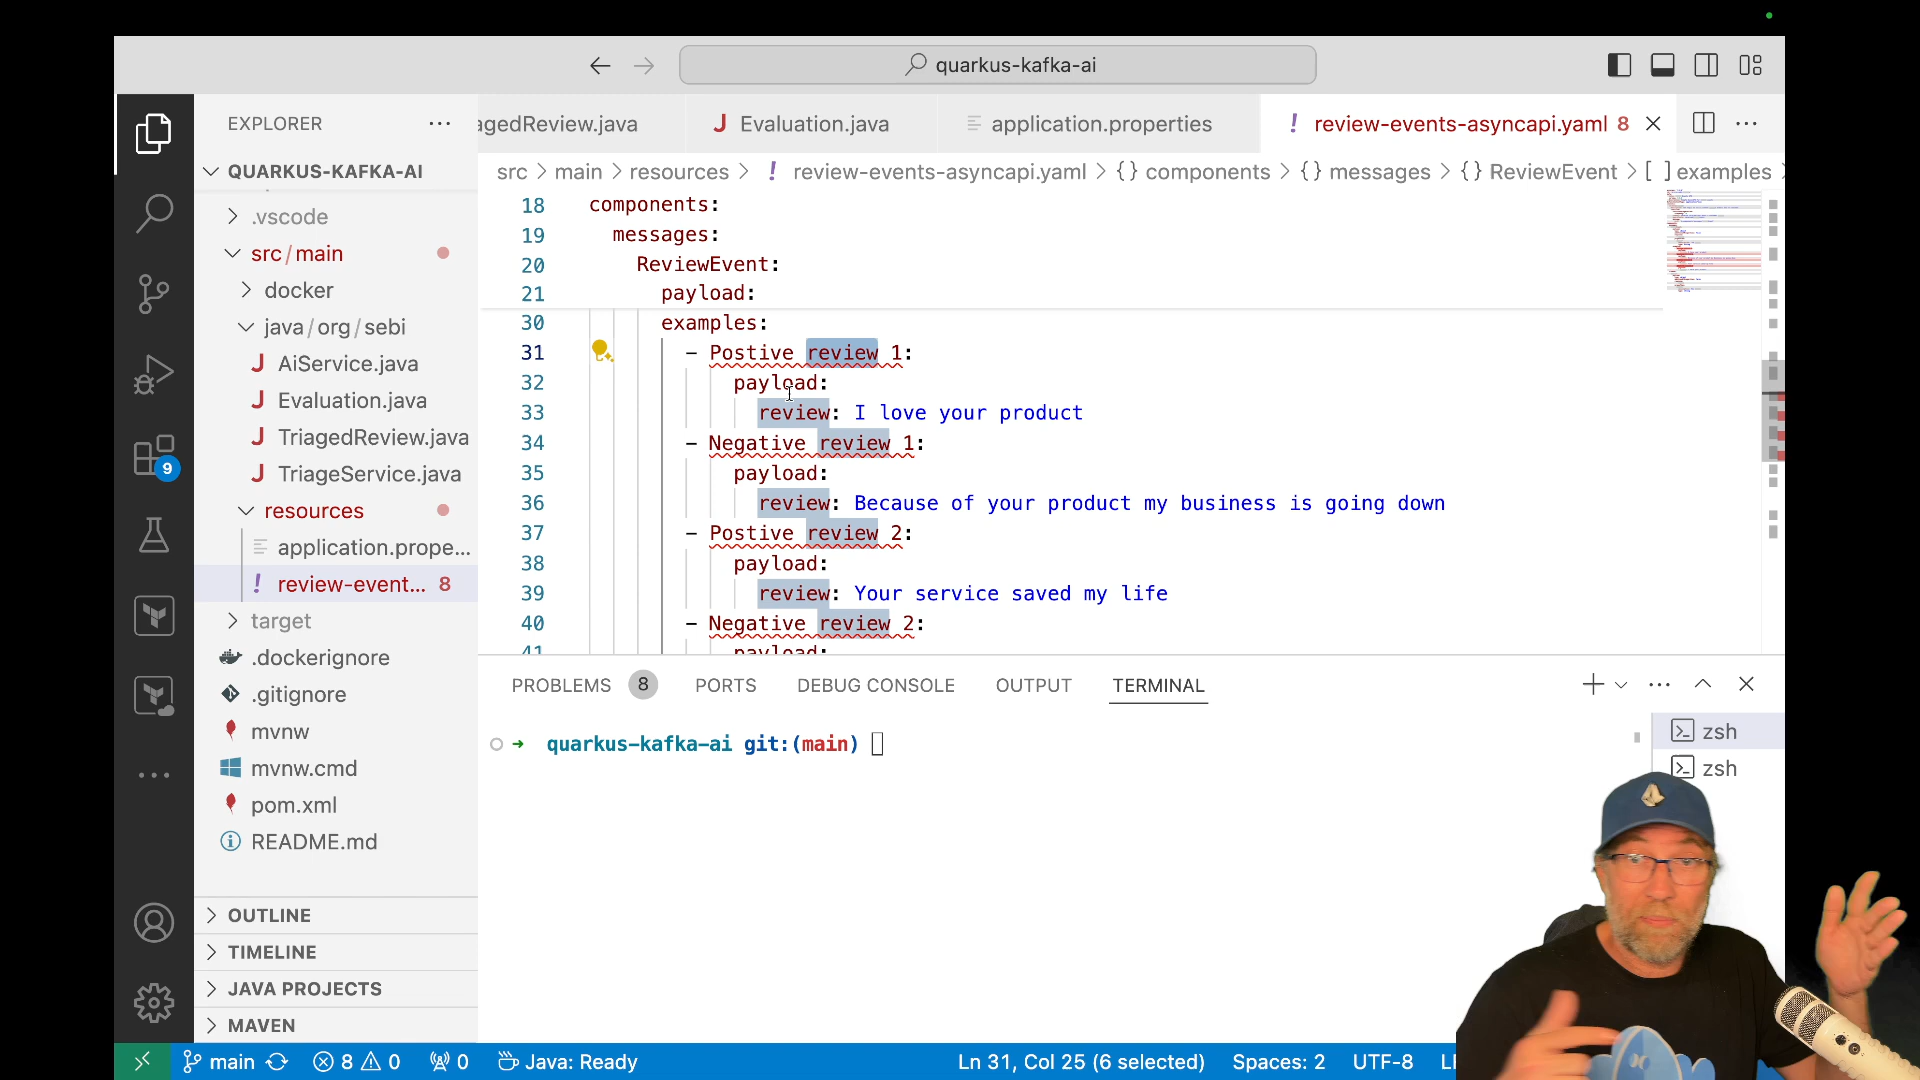 quarkus-kafka-ai
EXPLORER
agedReview.java
Evaluation.java
application.properties
! review-events-asyncapi.yaml 8
QUARKUS-KAFKA-AI
src > main > resources > ! review-events-asyncapi.yaml > {} components > {} messages > {} ReviewEvent > [ ] examples >
.vscode
src/main
docker
java/org/sebi
J AiService.java
J Evaluation.java
J TriagedReview.java
J TriageService.java
resources
application.prope...
! review-event... 8
target
.dockerignore
.gitignore
mvnw
mvnw.cmd
pom.xml
README.md
OUTLINE
TIMELINE
JAVA PROJECTS
MAVEN
9
18 components:
19 messages:
20 ReviewEvent:
21 payload:
30 examples:
31 - Postive review 1:
32 payload:
33 review: I love your product
34 - Negative review 1:
35 payload:
36 review: Because of your product my business is going down
37 - Postive review 2:
38 payload:
39 review: Your service saved my life
40 - Negative review 2:
41 payload:
PROBLEMS 8 PORTS DEBUG CONSOLE OUTPUT TERMINAL
➜ quarkus-kafka-ai git:(main)
zsh
zsh
main 8 0 0 Java: Ready
Ln 31, Col 25 (6 selected) Spaces: 2 UTF-8